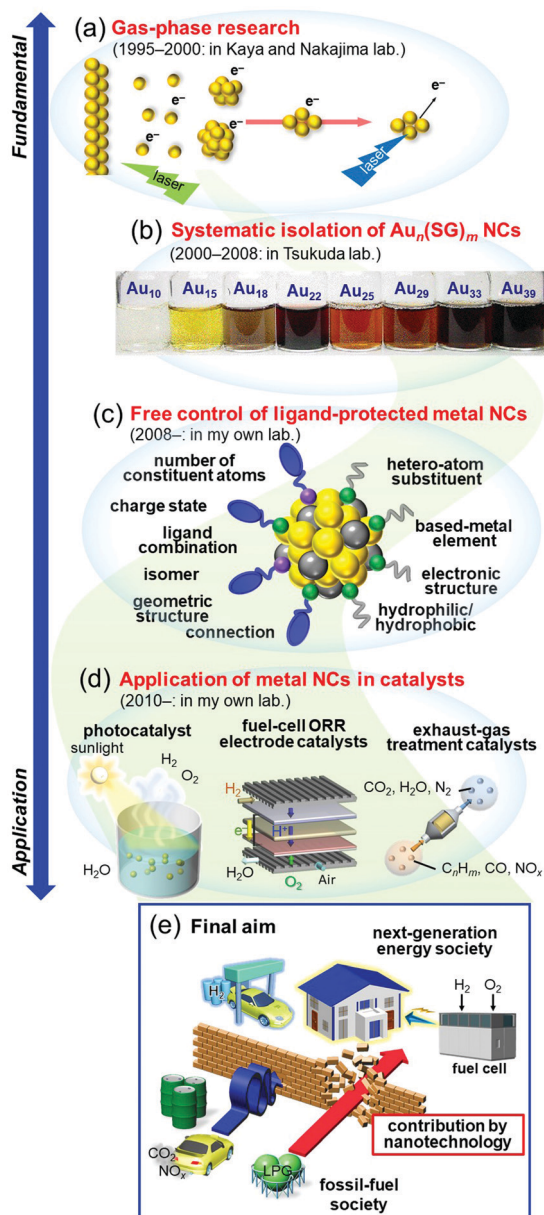 Fundamental
Application
(a) Gas-phase research
(1995–2000: in Kaya and Nakajima lab.)
e⁻
e⁻
e⁻
e⁻
e⁻
e⁻
laser
laser
(b) Systematic isolation of Auₙ(SG)ₘ NCs
(2000–2008: in Tsukuda lab.)
Au₁₀ Au₁₅ Au₁₈ Au₂₂ Au₂₅ Au₂₉ Au₃₃ Au₃₉
(c) Free control of ligand-protected metal NCs
(2008–: in my own lab.)
number of
constituent atoms
charge state
ligand
combination
isomer
geometric
structure
connection
hetero-atom
substituent
based-metal
element
electronic
structure
hydrophilic/
hydrophobic
(d) Application of metal NCs in catalysts
(2010–: in my own lab.)
photocatalyst
sunlight
H₂
O₂
H₂O
fuel-cell ORR
electrode catalysts
H₂
e⁻
H⁺
H₂O
O₂
Air
exhaust-gas
treatment catalysts
CO₂, H₂O, N₂
CₙHₘ, CO, NOₓ
(e) Final aim
next-generation
energy society
H₂
H₂ O₂
fuel cell
contribution by
nanotechnology
CO₂
NOₓ
LPG
fossil-fuel
society